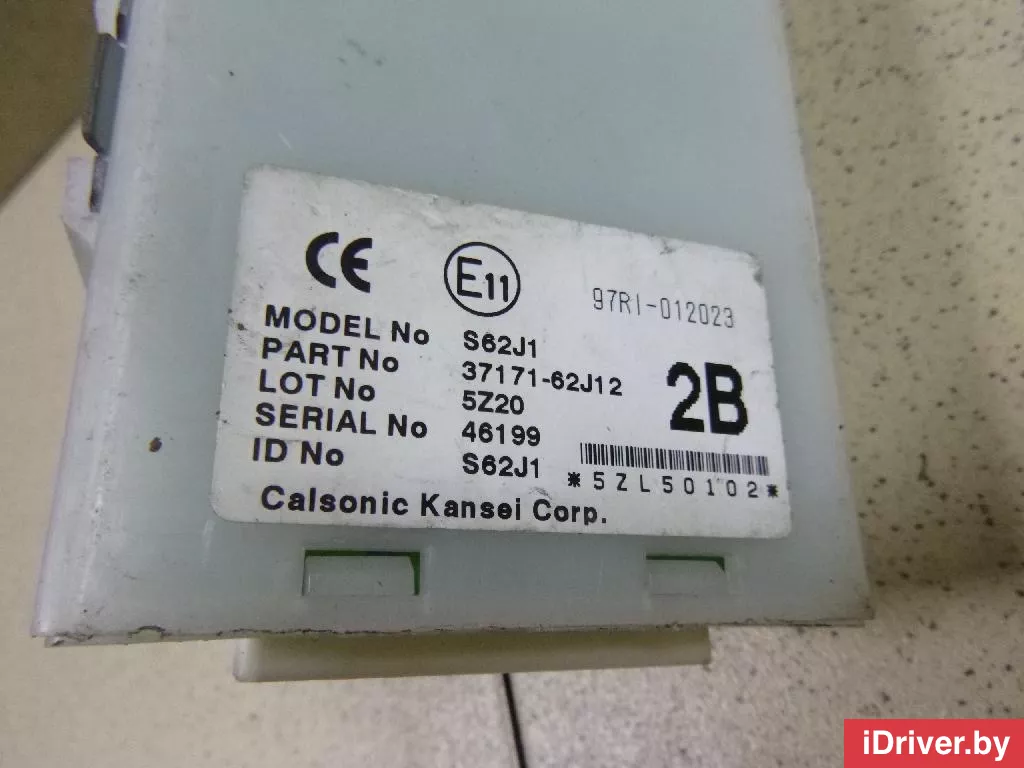 CE E11 97RI-012023
MODEL No S62J1
PART No 37171-62J12
LOT No 5Z20
SERIAL No 46199
ID No S62J1
2B
*5ZL50102*
Calsonic Kansei Corp.
iDriver.by